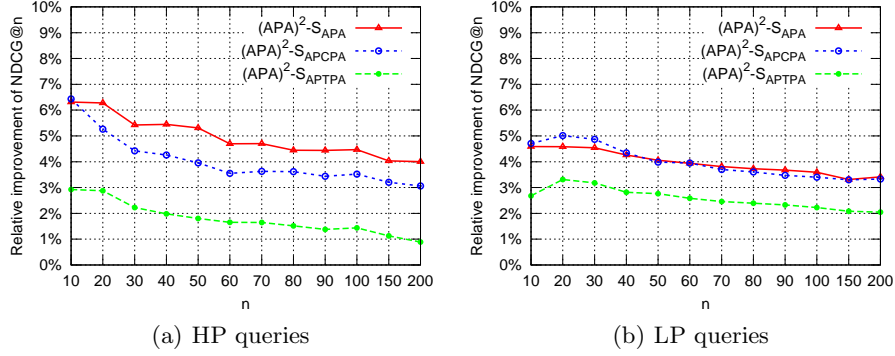 Relative improvement of NDCG@n
10%
9%
8%
7%
6%
5%
4%
3%
2%
1%
0%
(APA)²-S_APA
(APA)²-S_APCPA
(APA)²-S_APTPA
10 20 30 40 50 60 70 80 90 100 150 200
n
(a) HP queries
Relative improvement of NDCG@n
10%
9%
8%
7%
6%
5%
4%
3%
2%
1%
0%
(APA)²-S_APA
(APA)²-S_APCPA
(APA)²-S_APTPA
10 20 30 40 50 60 70 80 90 100 150 200
n
(b) LP queries